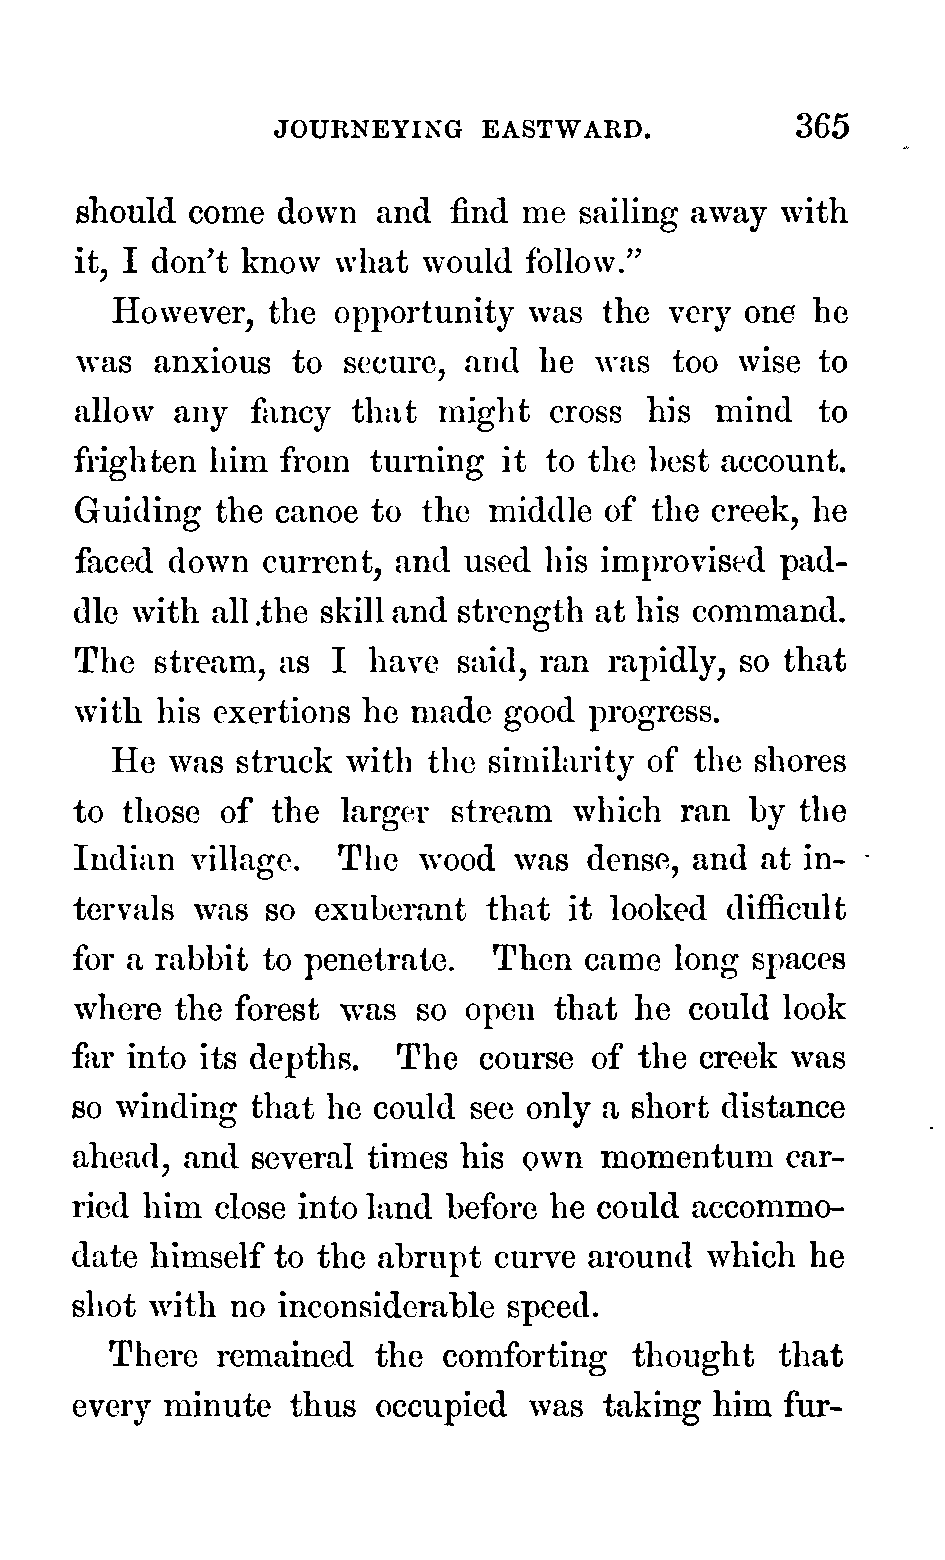 JOURNEYING EASTWARD. 365
should come down and find me sailing away with
it, I don't know what would follow."
However, the opportunity was the very one he
was anxious to secure, and he was too wise to
allow any fancy that might cross his mind to
frighten him from turning it to the best account.
Guiding the canoe to the middle of the creek, he
faced down current, and used his improvised pad-
dle with all the skill and strength at his command.
The stream, as I have said, ran rapidly, so that
with his exertions he made good progress.
He was struck with the similarity of the shores
to those of the larger stream which ran by the
Indian village. The wood was dense, and at in-
tervals was so exuberant that it looked difficult
for a rabbit to penetrate. Then came long spaces
where the forest was so open that he could look
far into its depths. The course of the creek was
so winding that he could see only a short distance
ahead, and several times his own momentum car-
ried him close into land before he could accommo-
date himself to the abrupt curve around which he
shot with no inconsiderable speed.
There remained the comforting thought that
every minute thus occupied was taking him fur-